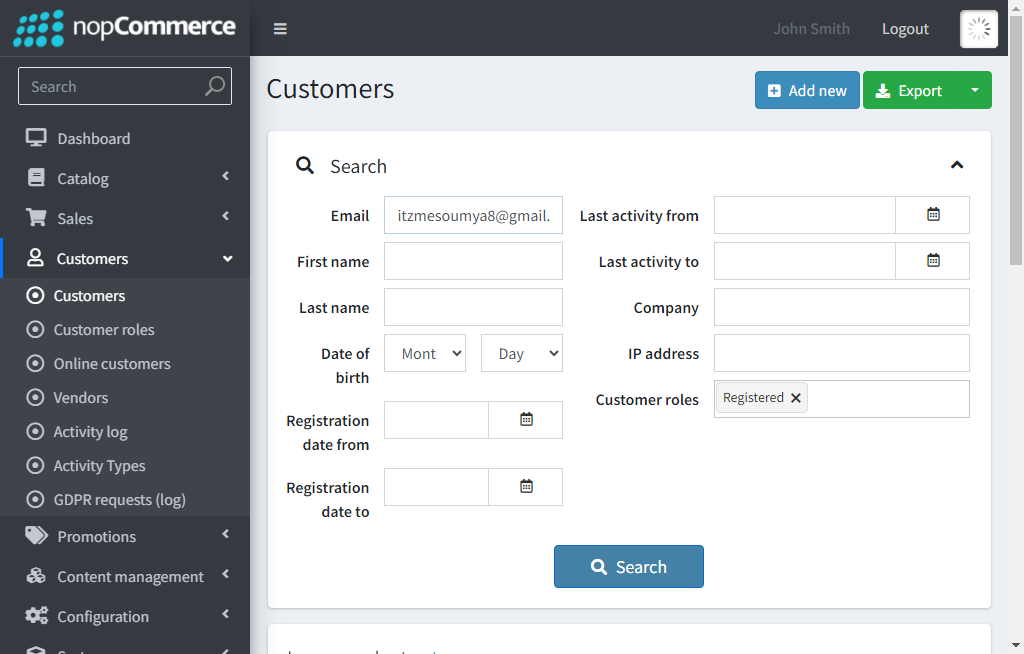 nopCommerce
John Smith
Logout
Search
Customers
Add new
Export
Dashboard
Catalog
Sales
Customers
Customers
Customer roles
Online customers
Vendors
Activity log
Activity Types
GDPR requests (log)
Promotions
Content management
Configuration
Search
Email
itzmesoumya8@gmail.
Last activity from
First name
Last activity to
Last name
Company
Date of
birth
Mont
Day
IP address
Customer roles
Registered
Registration
date from
Registration
date to
Search